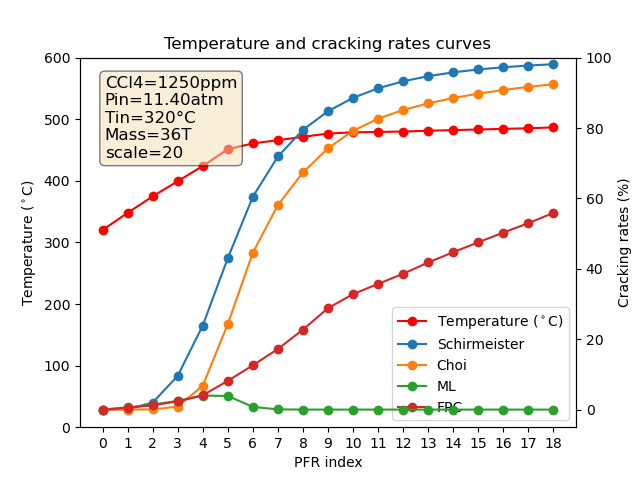 Temperature and cracking rates curves
CCl4=1250ppm
Pin=11.40atm
Tin=320°C
Mass=36T
scale=20
Temperature (°C)
600
500
400
300
200
100
0
Cracking rates (%)
100
80
60
40
20
0
Temperature (°C)
Schirmeister
Choi
ML
FPC
0 1 2 3 4 5 6 7 8 9 10 11 12 13 14 15 16 17 18
PFR index